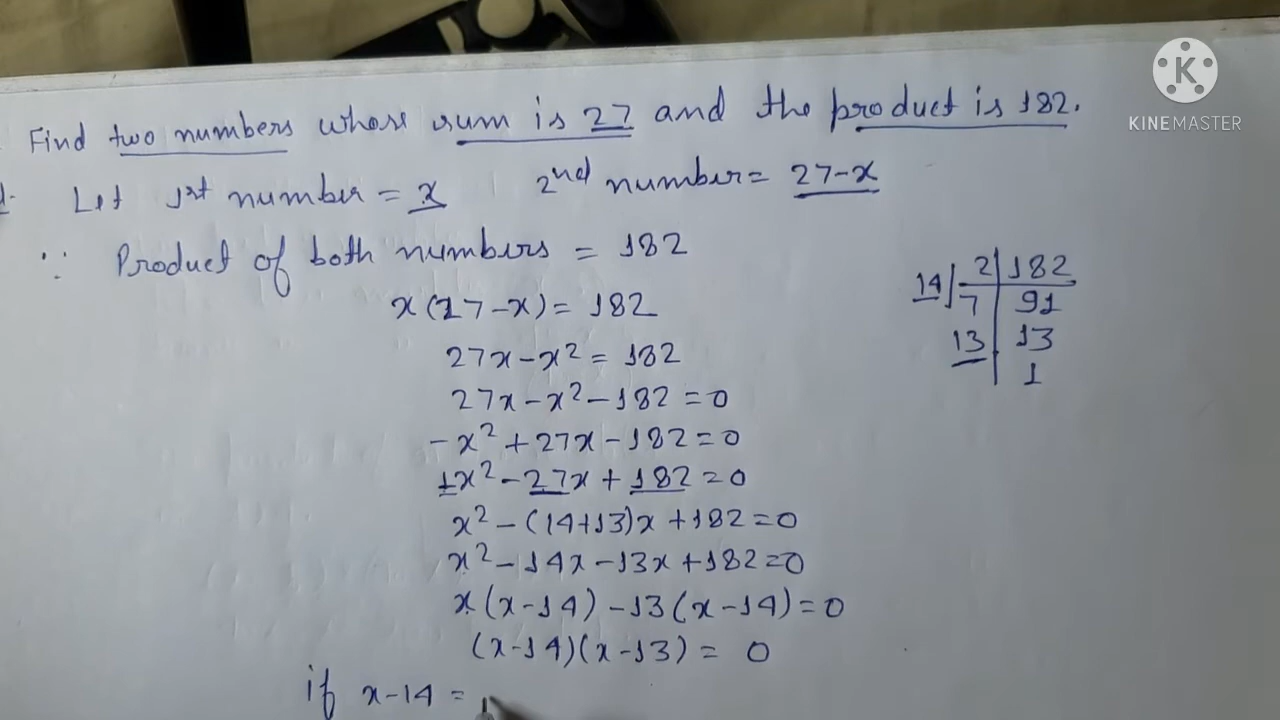 Find two numbers whose sum is 27 and the product is 182.
Let 1st number = x 2nd number = 27-x
∵ Product of both numbers = 182
x(27-x) = 182
27x-x² = 182
27x-x²-182 = 0
-x²+27x-182 = 0
1x²-27x+182 = 0
x²-(14+13)x+182 = 0
x²-14x-13x+182 = 0
x(x-14)-13(x-14) = 0
(x-14)(x-13) = 0
if x-14 =
14 2 182
7 91
13 13
1
K
KINEMASTER